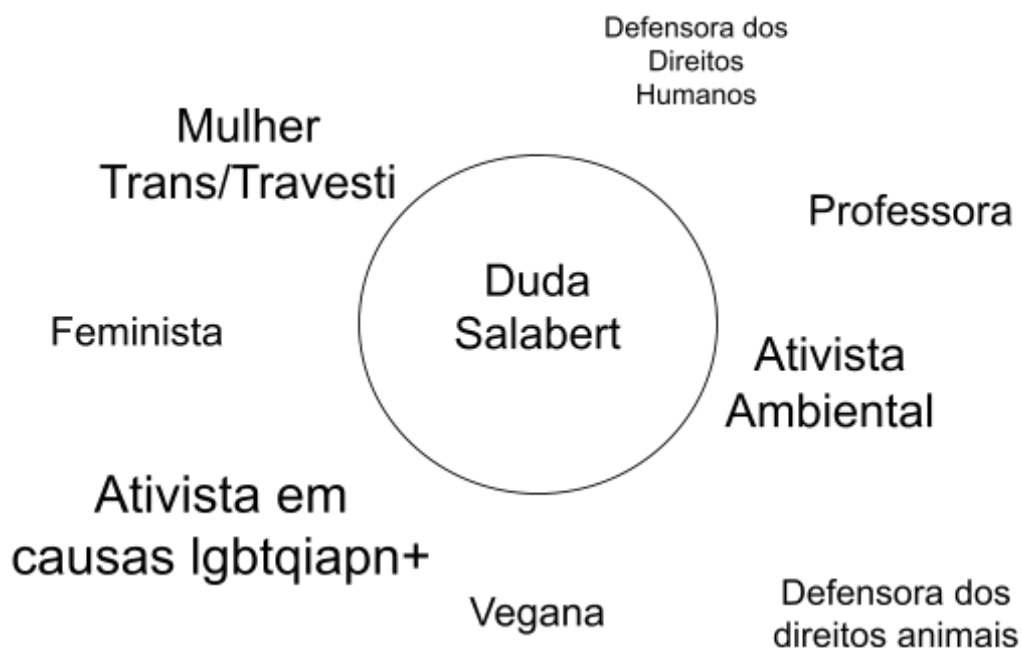 Defensora dos
Direitos
Humanos
Mulher
Trans/Travesti
Professora
Duda
Salabert
Feminista
Ativista
Ambiental
Ativista em
causas lgbtqiapn+
Vegana
Defensora dos
direitos animais